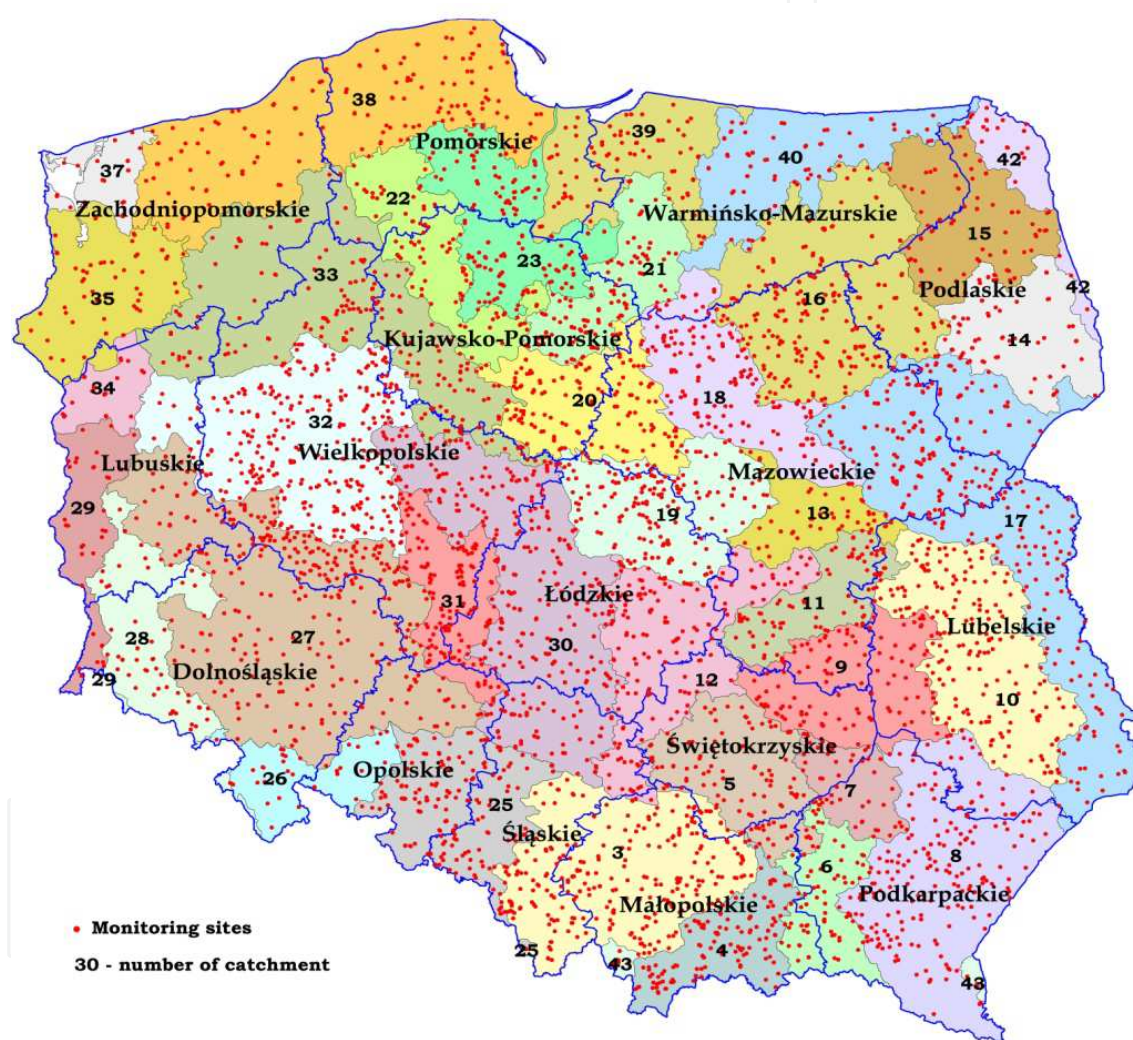 38
39
Pomorskie
40
42
37
22
Zachodniopomorskie
Warmińsko-Mazurskie
15
33
23
21
35
16
Podlaskie
42
Kujawsko-Pomorskie
14
34
18
20
32
Wielkopolskie
Lubuskie
Mazowieckie
29
19
13
17
31
Łódzkie
11
28
27
30
Lubelskie
Dolnośląskie
9
29
12
10
Świętokrzyskie
26
Opolskie
25
5
7
Śląskie
3
6
8
Małopolskie
Podkarpackie
25
43
4
43
Monitoring sites
30 - number of catchment